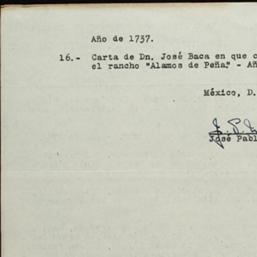 Año de 1737.
16.- Carta de Dn. José Baca en que c
el rancho "Alamos de Peña" - Añ
México, D.
José Pabl